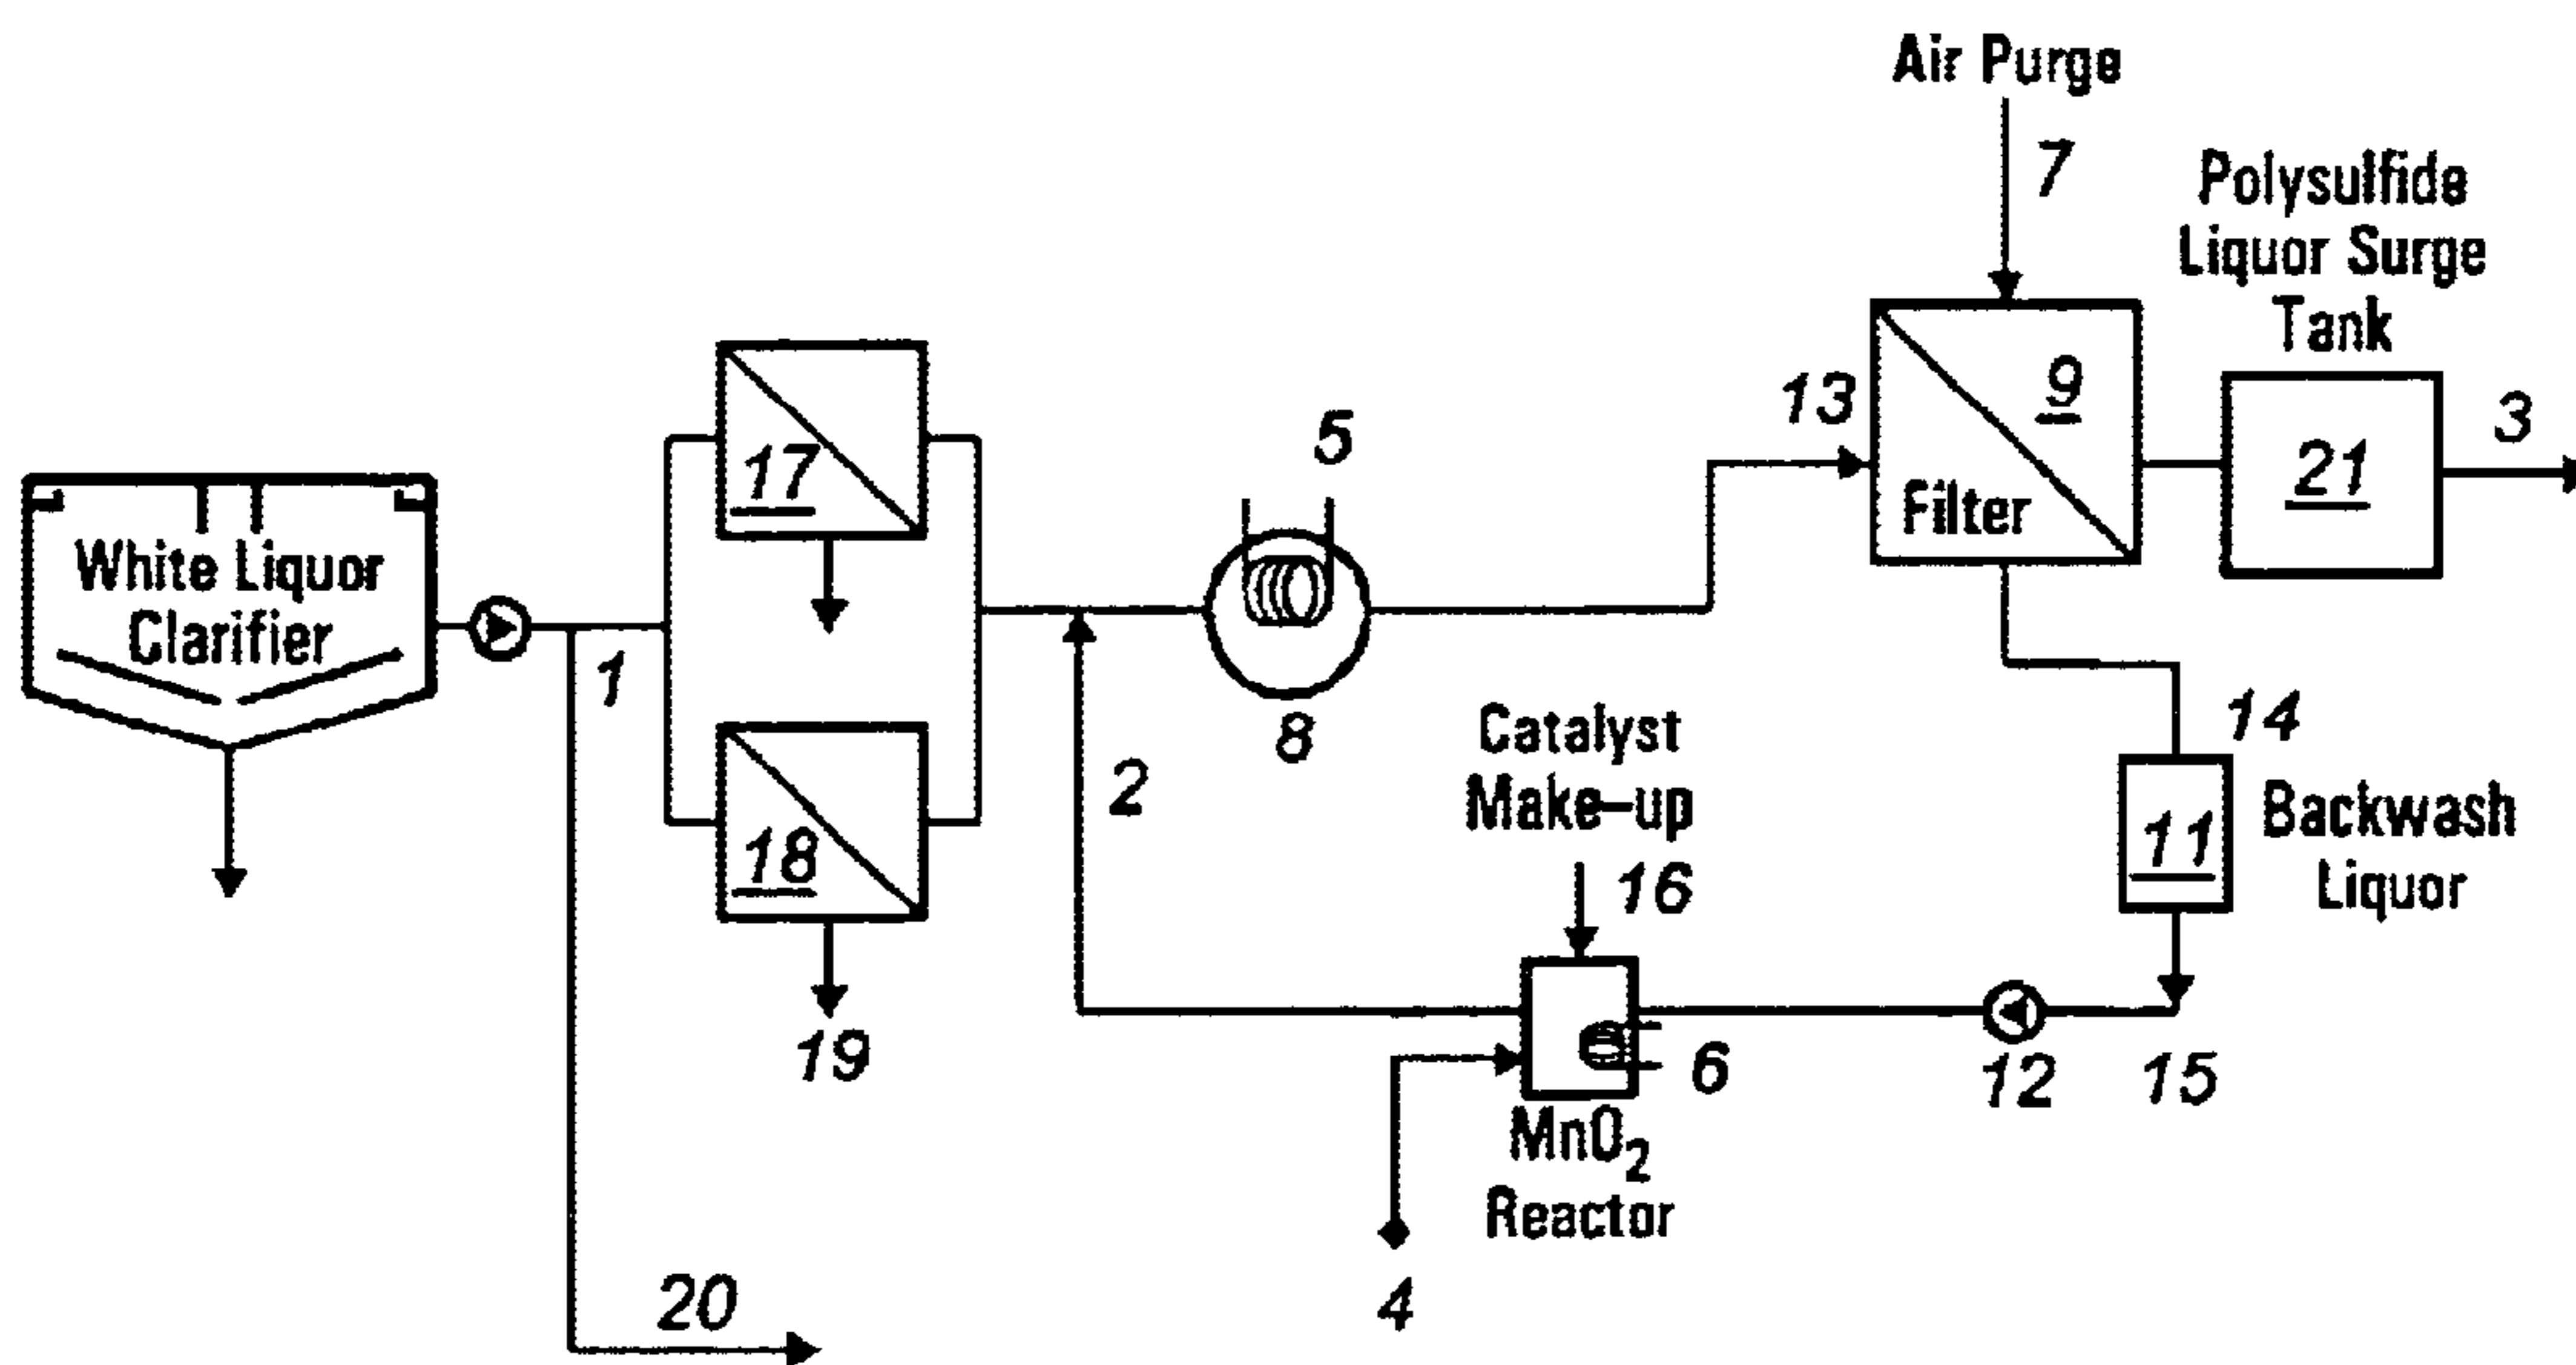 Air Purge
7
Polysulfide
Liquor Surge
Tank
13
9
Filter
21
3
5
8
17
White Liquor
Clarifier
1
18
19
20
2
Catalyst
Make-up
16
14
11
Backwash
Liquor
6
12
15
MnO₂
Reactor
4